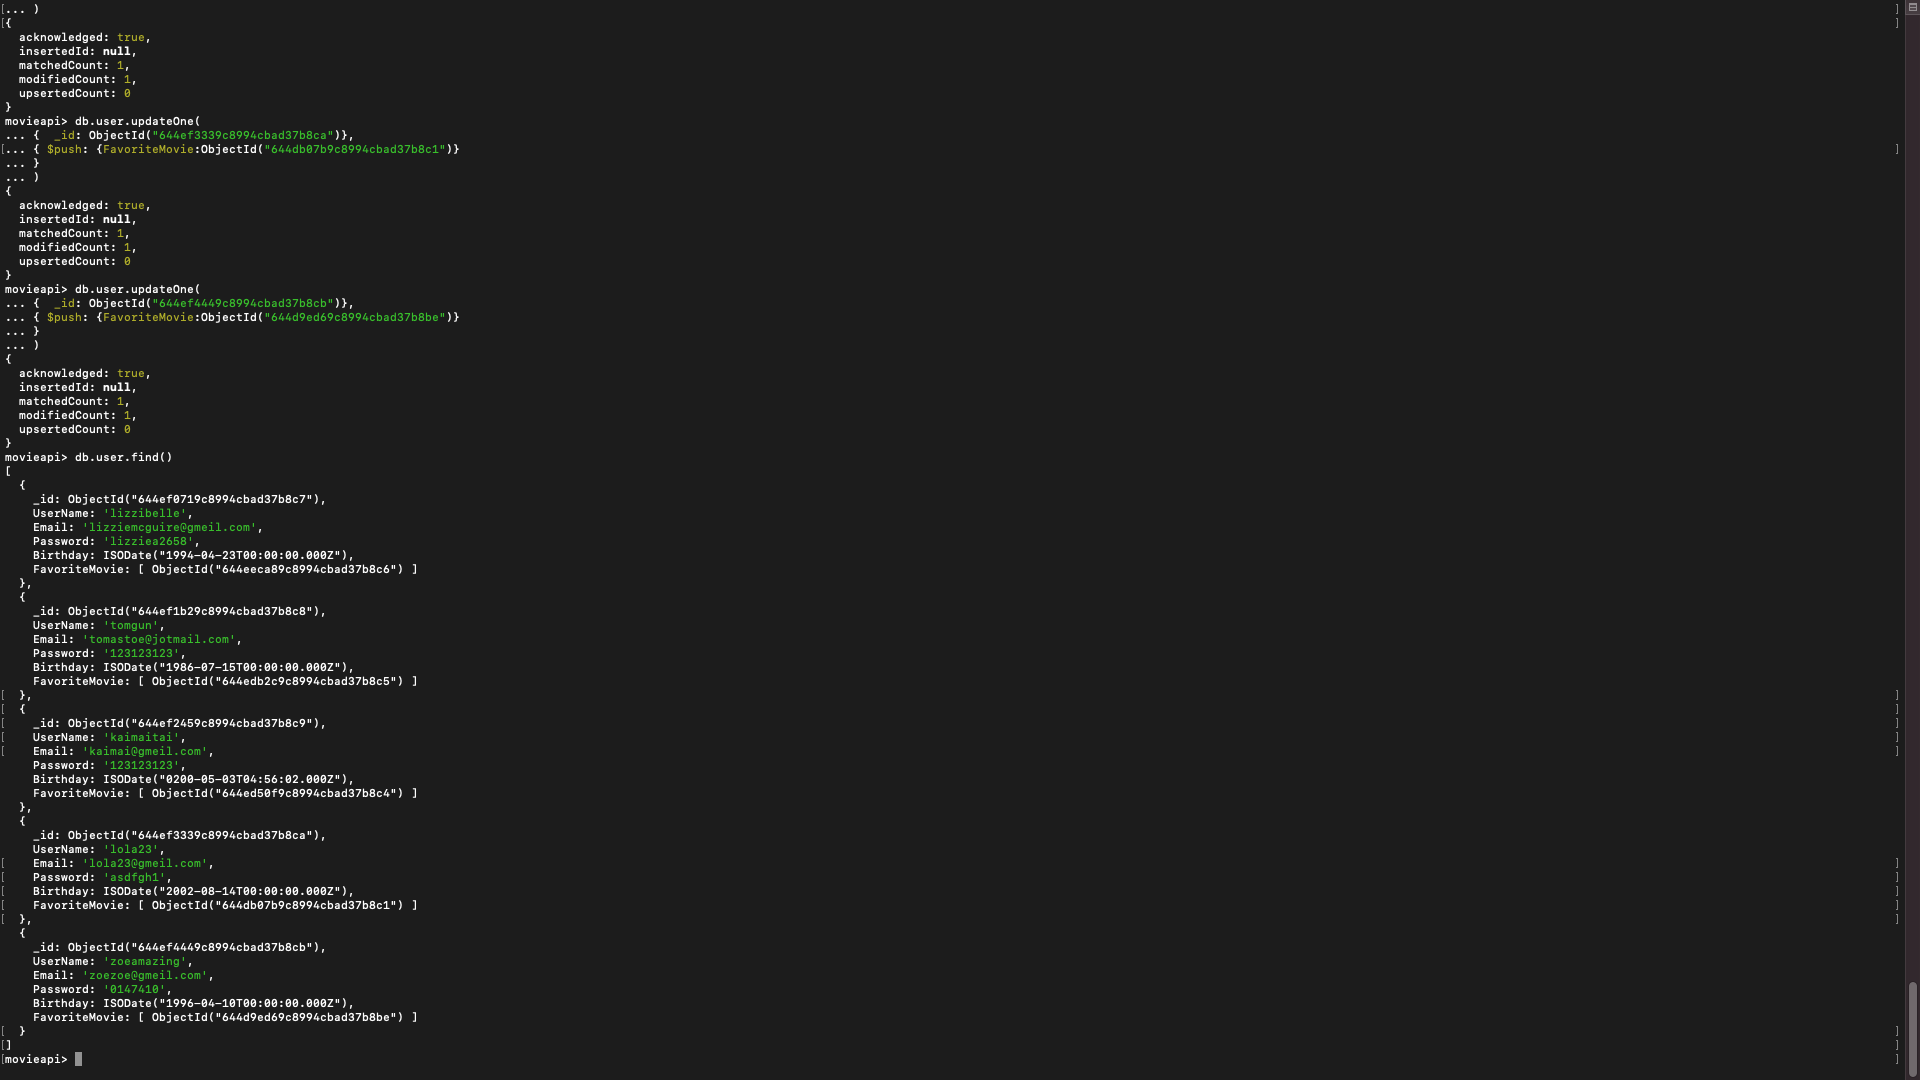 [... )
[{
acknowledged: true,
insertedId: null,
matchedCount: 1,
modifiedCount: 1,
upsertedCount: 0
}
movieapi> db.user.updateOne(
... {  _id: ObjectId("644ef3339c8994cbad37b8ca")},
[... { $push: {FavoriteMovie:ObjectId("644db07b9c8994cbad37b8c1")}
... }
... )
{
acknowledged: true,
insertedId: null,
matchedCount: 1,
modifiedCount: 1,
upsertedCount: 0
}
movieapi> db.user.updateOne(
... {  _id: ObjectId("644ef4449c8994cbad37b8cb")},
... { $push: {FavoriteMovie:ObjectId("644d9ed69c8994cbad37b8be")}
... }
... )
{
acknowledged: true,
insertedId: null,
matchedCount: 1,
modifiedCount: 1,
upsertedCount: 0
}
movieapi> db.user.find()
[
{
_id: ObjectId("644ef0719c8994cbad37b8c7"),
UserName: 'lizzibelle',
Email: 'lizziemcguire@gmeil.com',
Password: 'lizziea2658',
Birthday: ISODate("1994-04-23T00:00:00.000Z"),
FavoriteMovie: [ ObjectId("644eeca89c8994cbad37b8c6") ]
},
{
_id: ObjectId("644ef1b29c8994cbad37b8c8"),
UserName: 'tomgun',
Email: 'tomastoe@jotmail.com',
Password: '123123123',
Birthday: ISODate("1986-07-15T00:00:00.000Z"),
FavoriteMovie: [ ObjectId("644edb2c9c8994cbad37b8c5") ]
[  },
[  {
[    _id: ObjectId("644ef2459c8994cbad37b8c9"),
[    UserName: 'kaimaitai',
[    Email: 'kaimai@gmeil.com',
Password: '123123123',
Birthday: ISODate("0200-05-03T04:56:02.000Z"),
FavoriteMovie: [ ObjectId("644ed50f9c8994cbad37b8c4") ]
},
{
_id: ObjectId("644ef3339c8994cbad37b8ca"),
UserName: 'lola23',
[    Email: 'lola23@gmeil.com',
[    Password: 'asdfgh1',
[    Birthday: ISODate("2002-08-14T00:00:00.000Z"),
[    FavoriteMovie: [ ObjectId("644db07b9c8994cbad37b8c1") ]
[  },
{
_id: ObjectId("644ef4449c8994cbad37b8cb"),
UserName: 'zoeamazing',
Email: 'zoezoe@gmeil.com',
Password: '0147410',
Birthday: ISODate("1996-04-10T00:00:00.000Z"),
FavoriteMovie: [ ObjectId("644d9ed69c8994cbad37b8be") ]
[  }
[]
[movieapi>